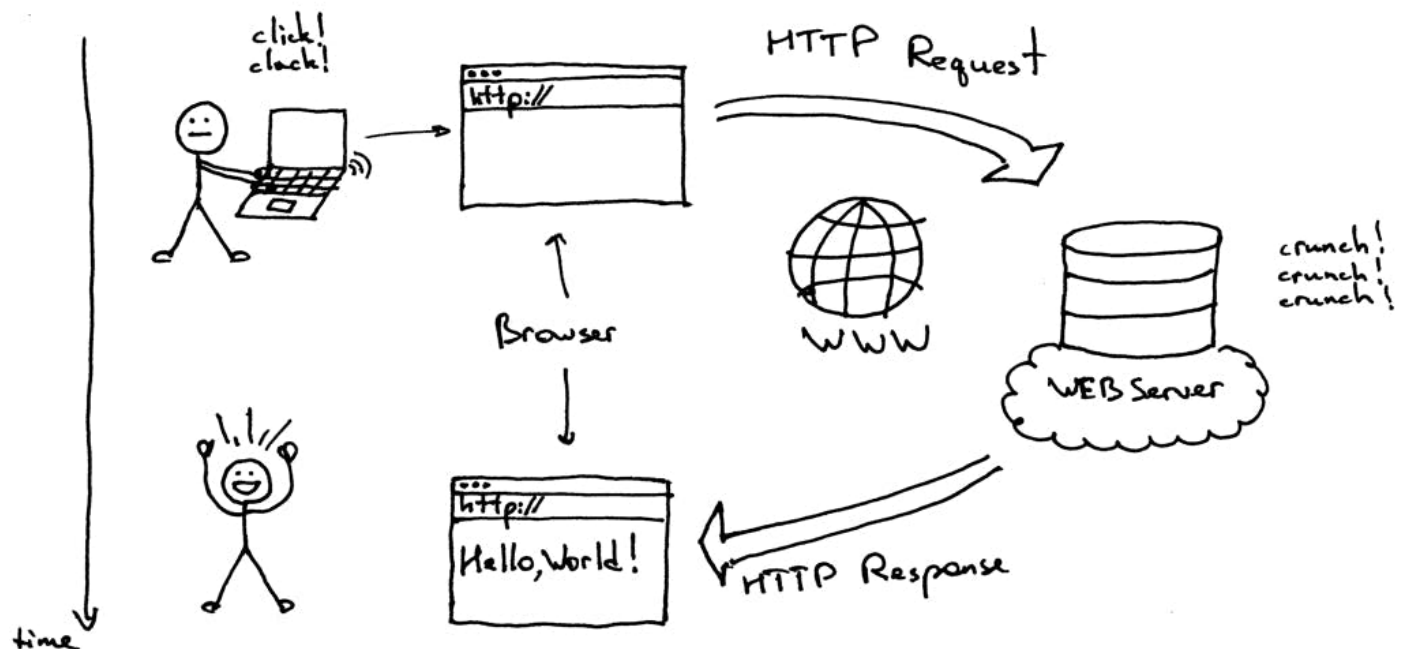 click!
clack!
HTTP Request
http://
crunch!
crunch!
crunch!
Browser
WWW
WEB Server
http://
Hello, World!
HTTP Response
time